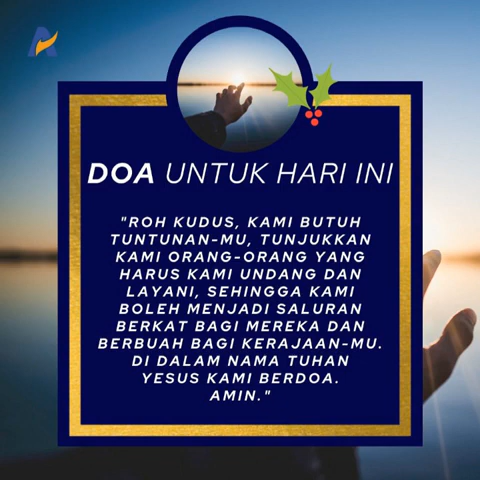 DOA UNTUK HARI INI
"ROH KUDUS, KAMI BUTUH
TUNTUNAN-MU, TUNJUKKAN
KAMI ORANG-ORANG YANG
HARUS KAMI UNDANG DAN
LAYANI, SEHINGGA KAMI
BOLEH MENJADI SALURAN
BERKAT BAGI MEREKA DAN
BERBUAH BAGI KERAJAAN-MU.
DI DALAM NAMA TUHAN
YESUS KAMI BERDOA.
AMIN."